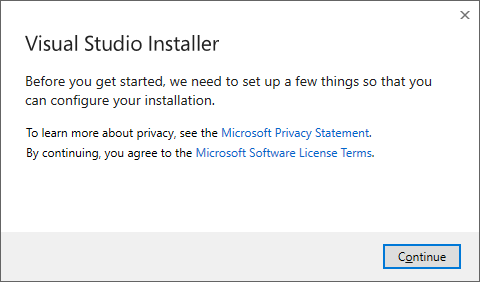 Visual Studio Installer
Before you get started, we need to set up a few things so that you
can configure your installation.
To learn more about privacy, see the Microsoft Privacy Statement.
By continuing, you agree to the Microsoft Software License Terms.
Continue